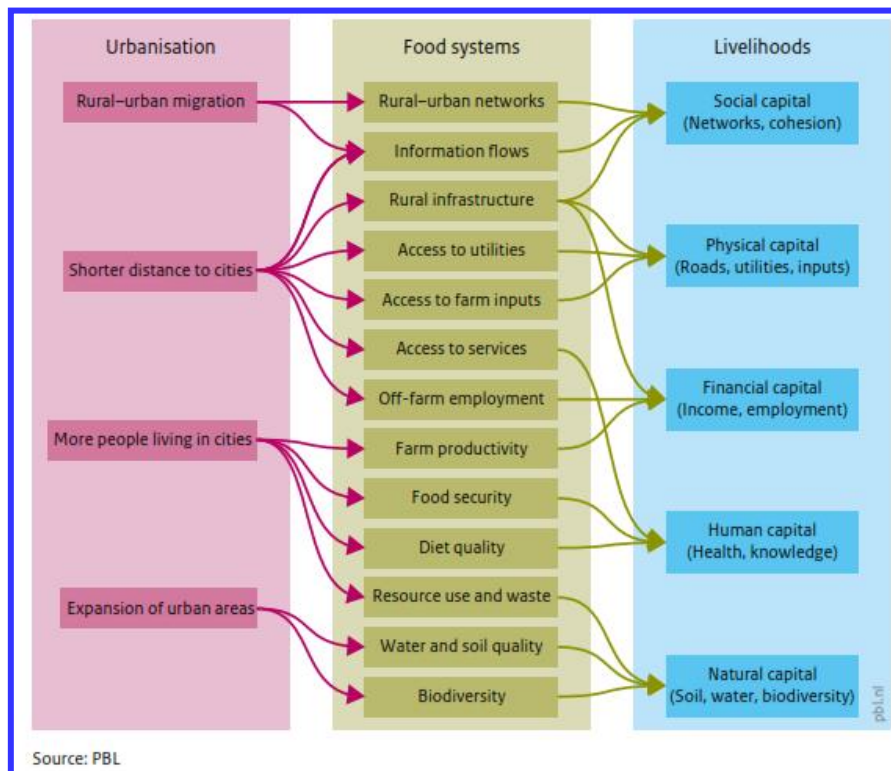 Urbanisation
Food systems
Livelihoods
Rural–urban migration
Shorter distance to cities
More people living in cities
Expansion of urban areas
Rural–urban networks
Information flows
Rural infrastructure
Access to utilities
Access to farm inputs
Access to services
Off-farm employment
Farm productivity
Food security
Diet quality
Resource use and waste
Water and soil quality
Biodiversity
Social capital
(Networks, cohesion)
Physical capital
(Roads, utilities, inputs)
Financial capital
(Income, employment)
Human capital
(Health, knowledge)
Natural capital
(Soil, water, biodiversity)
pbl.nl
Source: PBL